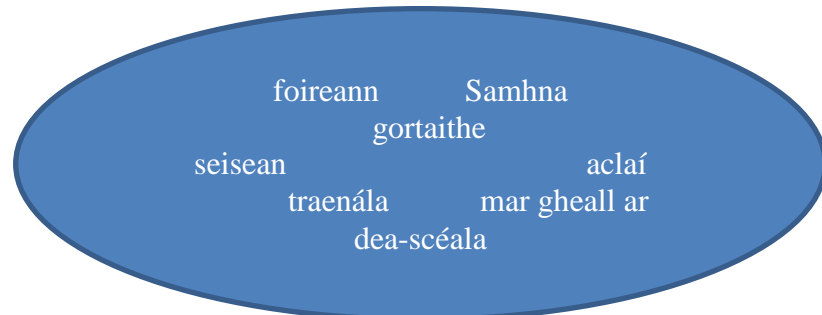 foireann Samhna
gortaithe
seisean aclaí
traenála mar gheall ar
dea-scéala